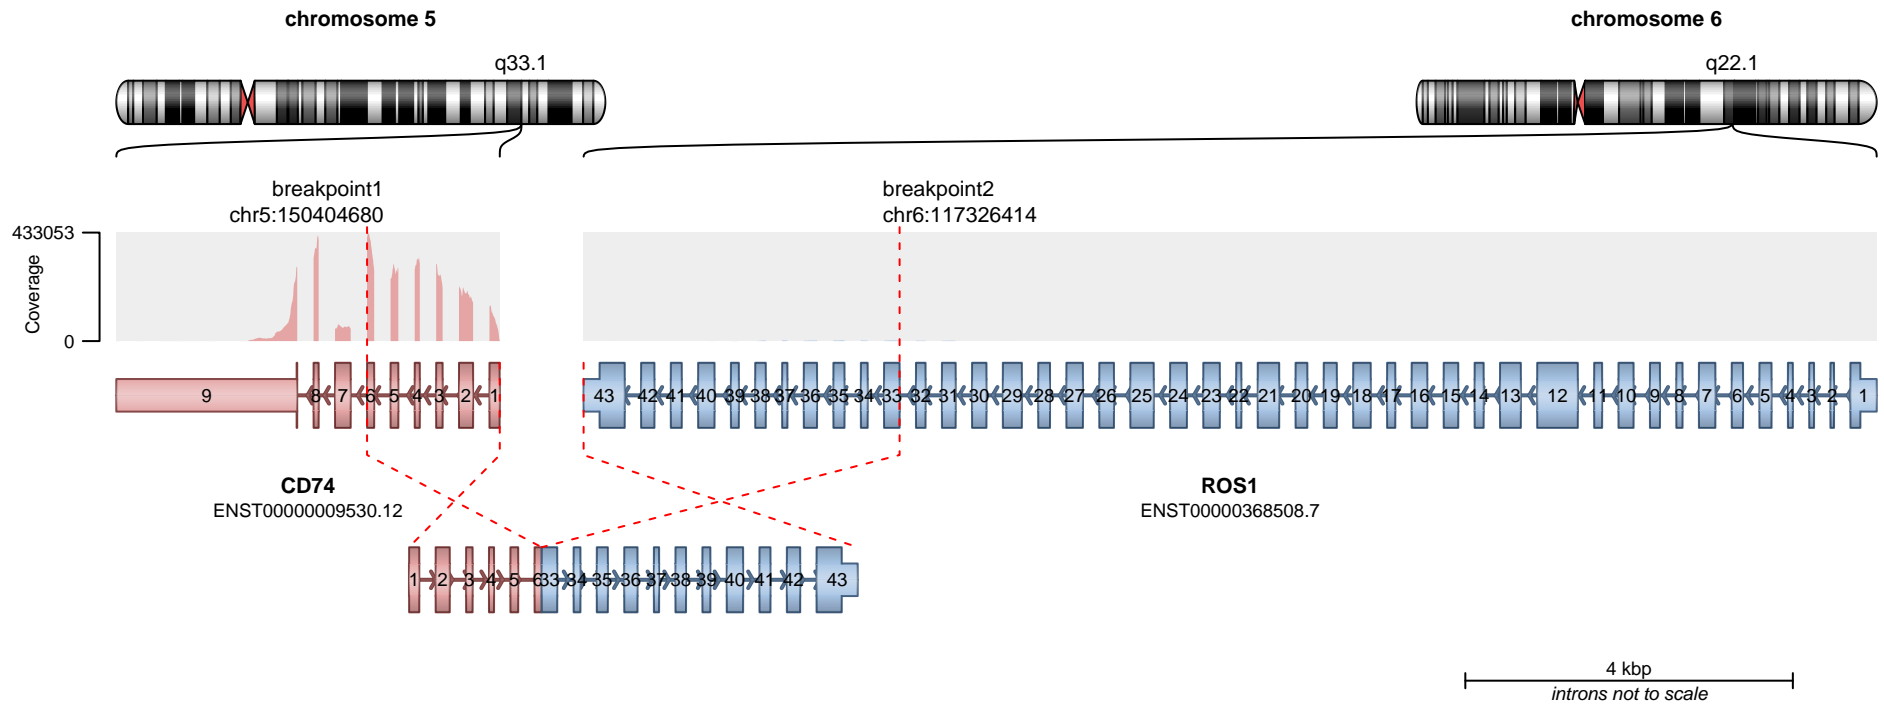 chromosome 5
chromosome 6
q33.1
q22.1
breakpoint1
chr5:150404680
breakpoint2
chr6:117326414
433053
Coverage
0
9 8 7 6 5 4 3 2 1
43 42 41 40 39 38 37 36 35 34 33 32 31 30 29 28 27 26 25 24 23 22 21 20 19 18 17 16 15 14 13 12 11 10 9 8 7 6 5 4 3 2 1
CD74
ENST00000009530.12
ROS1
ENST00000368508.7
1 2 3 4 5 6 33 34 35 36 37 38 39 40 41 42 43
4 kbp
introns not to scale